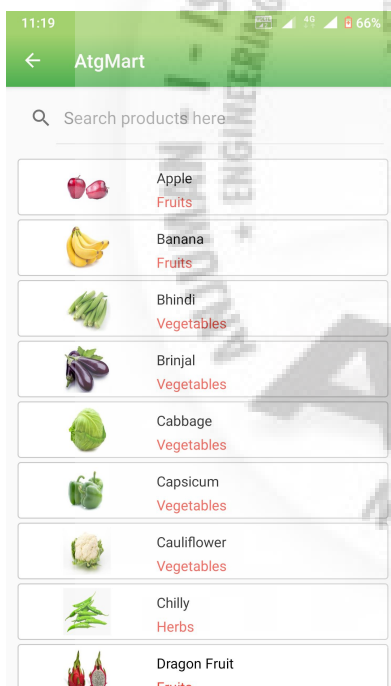 11:19
4G
66%
AtgMart
Search products here
Apple
Fruits
Banana
Fruits
Bhindi
Vegetables
Brinjal
Vegetables
Cabbage
Vegetables
Capsicum
Vegetables
Cauliflower
Vegetables
Chilly
Herbs
Dragon Fruit
Fruits